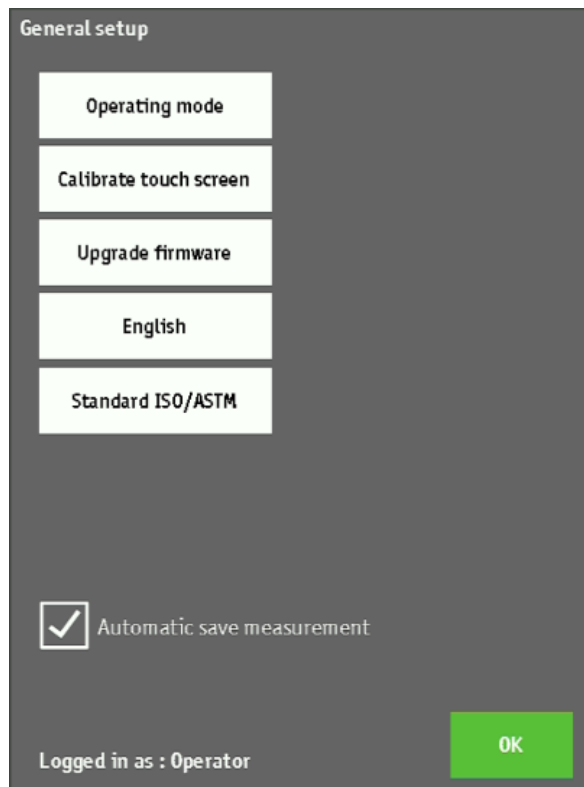 General setup
Operating mode
Calibrate touch screen
Upgrade firmware
English
Standard ISO/ASTM
Automatic save measurement
Logged in as : Operator
OK